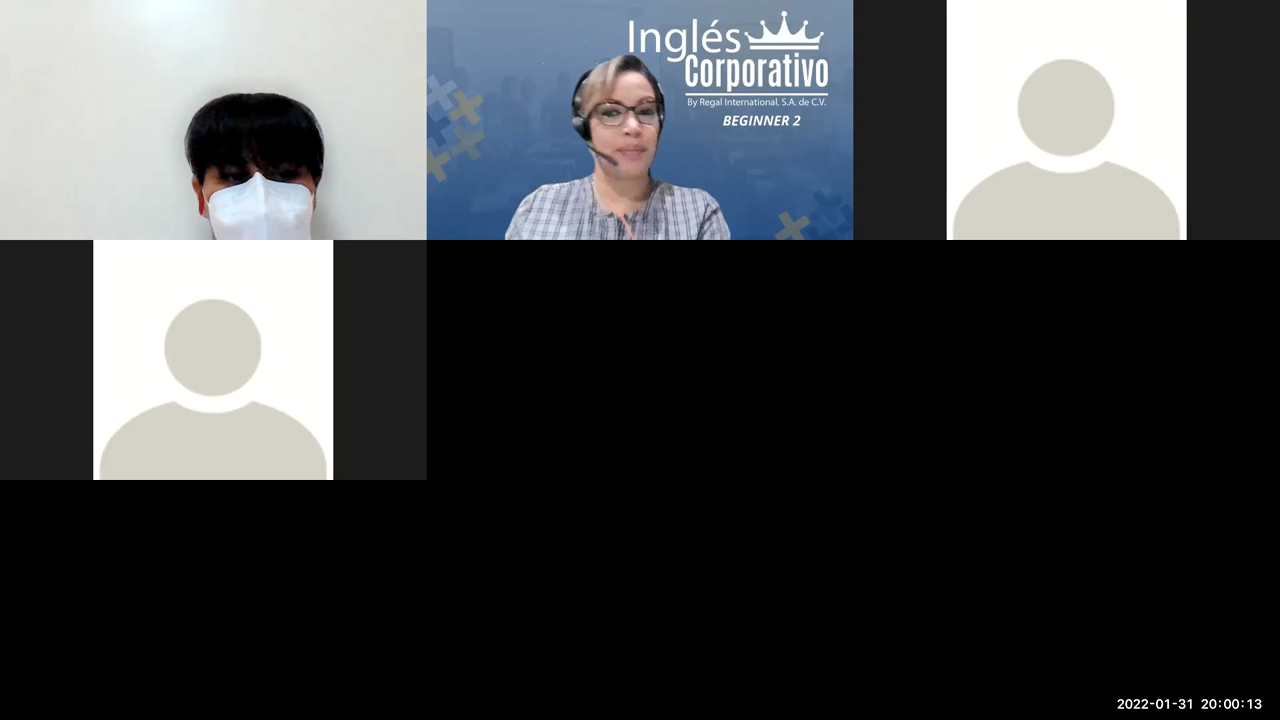 Inglés
Corporativo
By Regal International, S.A. de C.V.
BEGINNER 2
2022-01-31 20:00:13